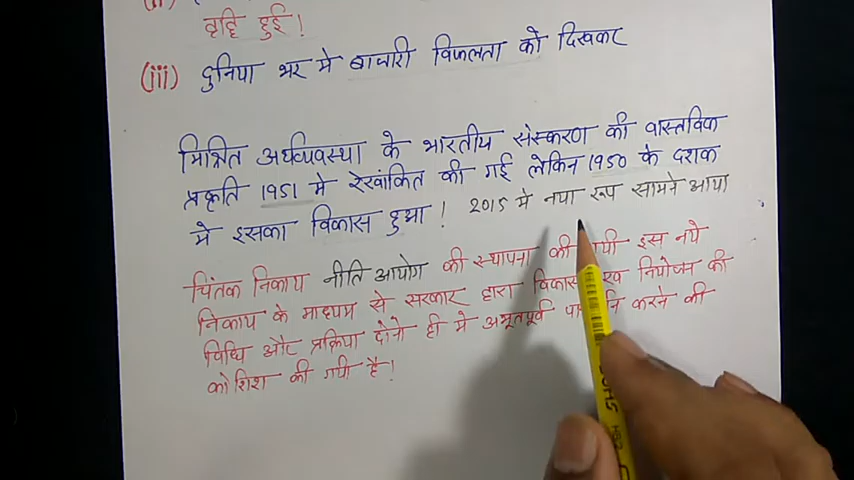 वृद्धि हुई!
(iii) दुनिया भर मे बाजारी विफलता को दिखकर
मिश्रित अर्थव्यवस्था के भारतीय संस्करण की वास्तविक
प्रकृति 1951 मे रेखांकित की गई लेकिन 1950 के दशक
मे इसका विकास हुआ! 2015 मे नया रूप सामने आया
चिंतक निकाय नीति आयोग की स्थापना की गयी इस नये
निकाय के माध्यम से सरकार द्वारा विकास एवं नियोजन की
विधि और प्रक्रिया दोनो ही मे अभूतपूर्व करने की
कोशिश की गयी है!